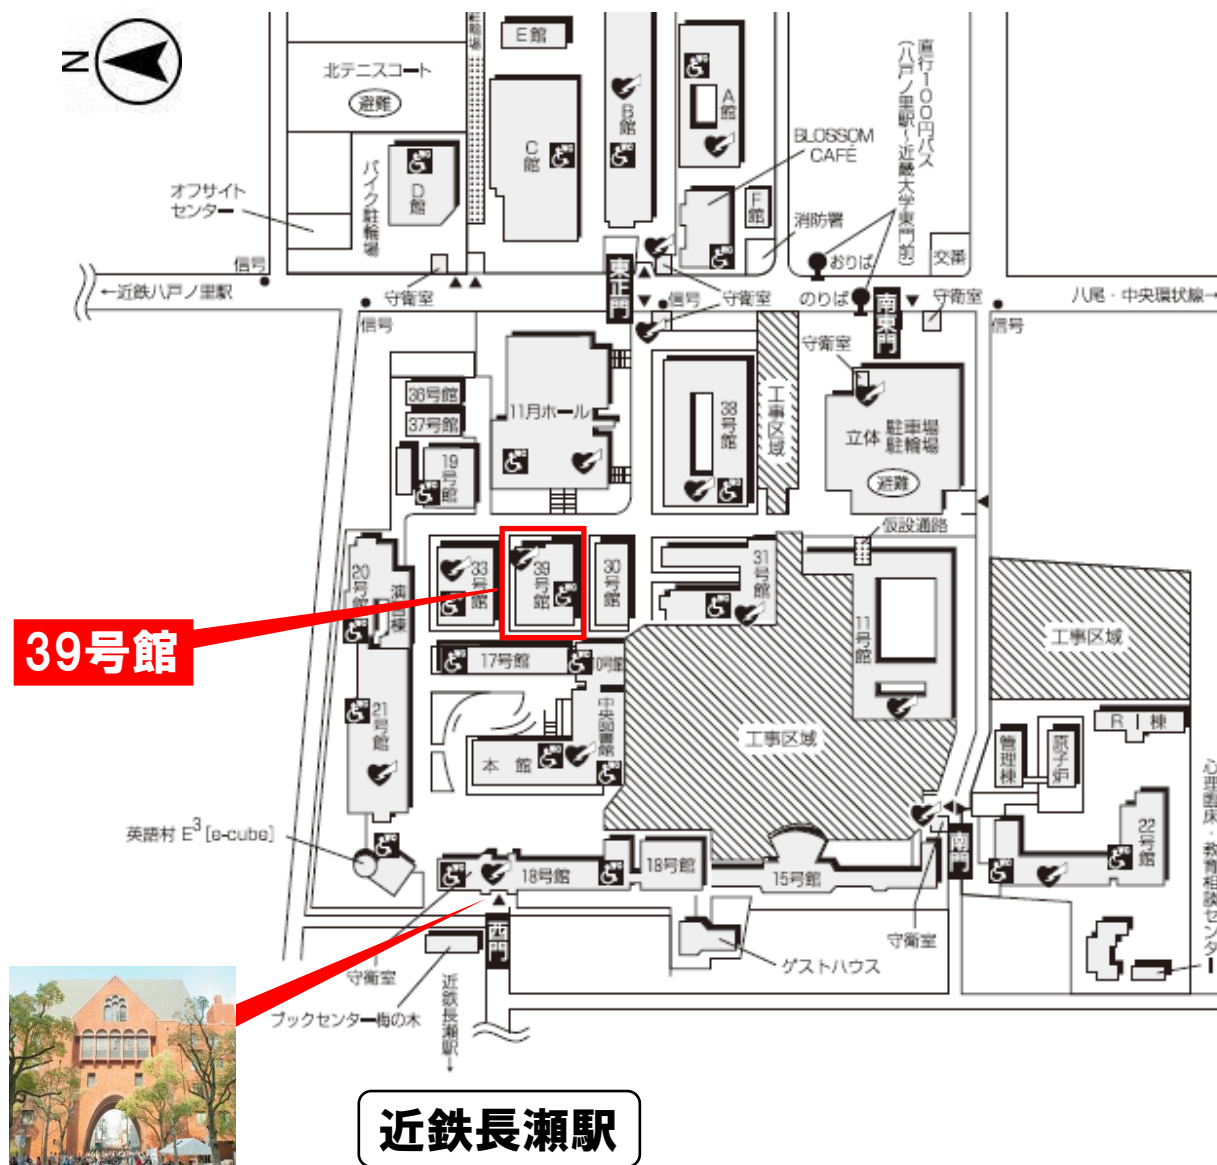 N
駐輪場
E館
北テニスコート
避難
C館
B館
A館
BLOSSOM
CAFÉ
直行100円バス
(八戸ノ里駅〜近畿大学東門前)
オフサイト
センター
バイク駐輪場
D館
F館
消防署
おりば
交番
信号
←近鉄八戸ノ里駅
守衛室
東正門
信号
守衛室
のりば
南東門
守衛室
八尾・中央環状線→
信号
信号
守衛室
36号館
37号館
11月ホール
19号館
38号館
工事区域
立体 駐車場
駐輪場
避難
仮設通路
20号館
33号館
39号館
30号館
31号館
11号館
工事区域
39号館
17号館
10号館
21号館
中央図書館
本館
工事区域
管理棟
原子炉
RI棟
心理臨床・教育相談センター
英語村 E³ [e-cube]
18号館
18号館
15号館
南門
22号館
守衛室
西門
守衛室
ゲストハウス
ブックセンター梅の木
近鉄長瀬駅→
近鉄長瀬駅